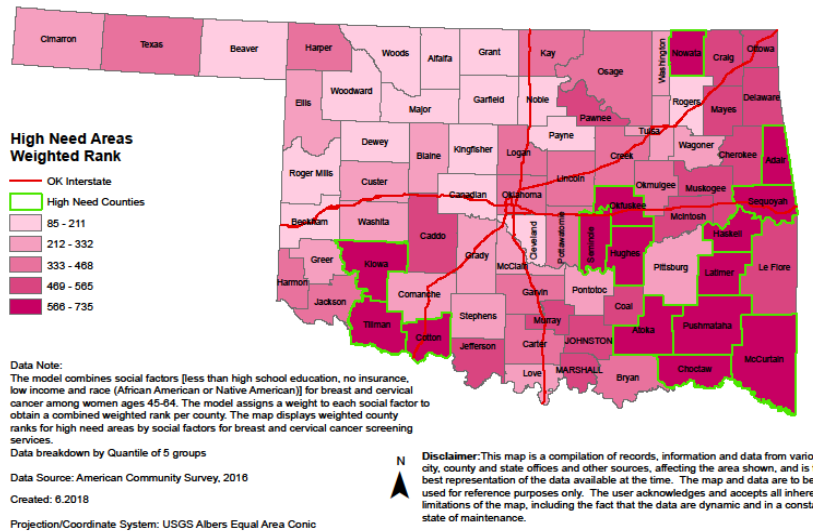 Cimarron
Texas
Beaver
Harper
Woods
Alfalfa
Grant
Kay
Osage
Washington
Nowata
Craig
Ottowa
Ellis
Woodward
Major
Garfield
Noble
Pawnee
Rogers
Mayes
Delaware
Dewey
Blaine
Kingfisher
Logan
Payne
Creek
Tulsa
Wagoner
Cherokee
Adair
Roger Mills
Custer
Canadian
Oklahoma
Lincoln
Okmulgee
Muskogee
Sequoyah
Beckham
Washita
Caddo
Grady
Cleveland
Pottawatomie
Seminole
Okfuskee
Hughes
McIntosh
Haskell
Greer
Kiowa
Comanche
McClain
Garvin
Pontotoc
Pittsburg
Latimer
Le Flore
Harmon
Jackson
Tillman
Cotton
Stephens
Murray
Coal
Atoka
Pushmataha
McCurtain
Jefferson
Carter
JOHNSTON
Love
MARSHALL
Bryan
Choctaw
High Need Areas
Weighted Rank
OK Interstate
High Need Counties
85 - 211
212 - 332
333 - 468
469 - 565
566 - 735
Data Note:
The model combines social factors [less than high school education, no insurance,
low income and race (African American or Native American)] for breast and cervical
cancer among women ages 45-64. The model assigns a weight to each social factor to
obtain a combined weighted rank per county. The map displays weighted county
ranks for high need areas by social factors for breast and cervical cancer screening
services.
Data breakdown by Quantile of 5 groups
Data Source: American Community Survey, 2016
Created: 6.2018
Projection/Coordinate System: USGS Albers Equal Area Conic
N
Disclaimer:This map is a compilation of records, information and data from vario
city, county and state offices and other sources, affecting the area shown, and is t
best representation of the data available at the time. The map and data are to be
used for reference purposes only. The user acknowledges and accepts all inhere
limitations of the map, including the fact that the data are dynamic and in a consta
state of maintenance.